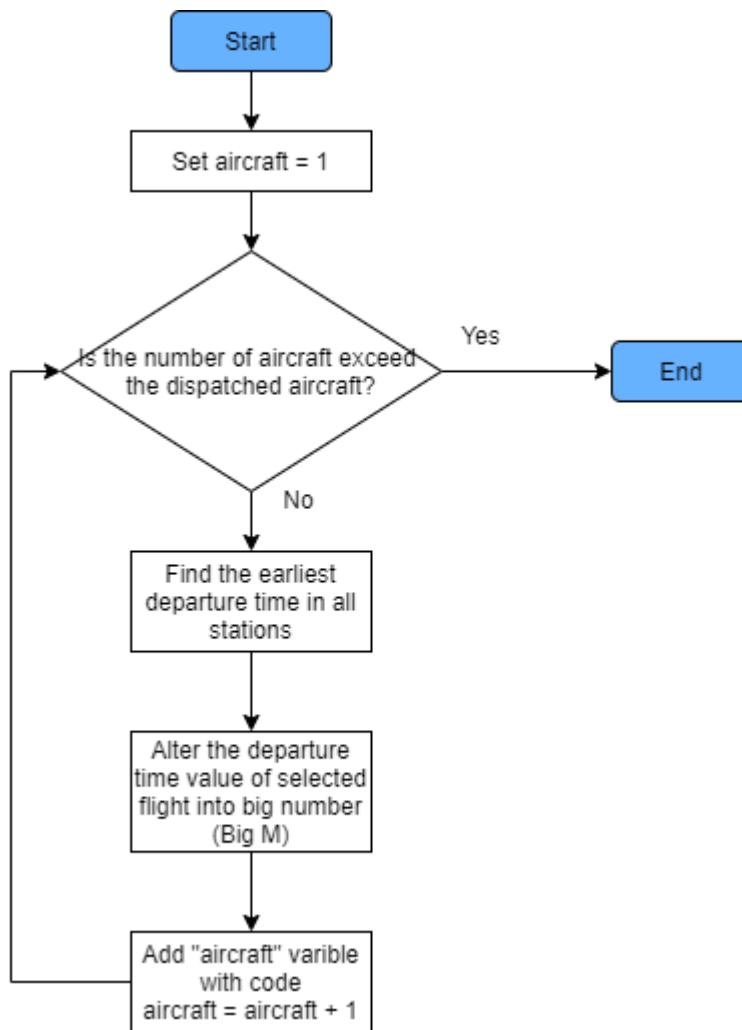 Start
Set aircraft = 1
Is the number of aircraft exceed
the dispatched aircraft?
Yes
End
No
Find the earliest
departure time in all
stations
Alter the departure
time value of selected
flight into big number
(Big M)
Add "aircraft" varible
with code
aircraft = aircraft + 1